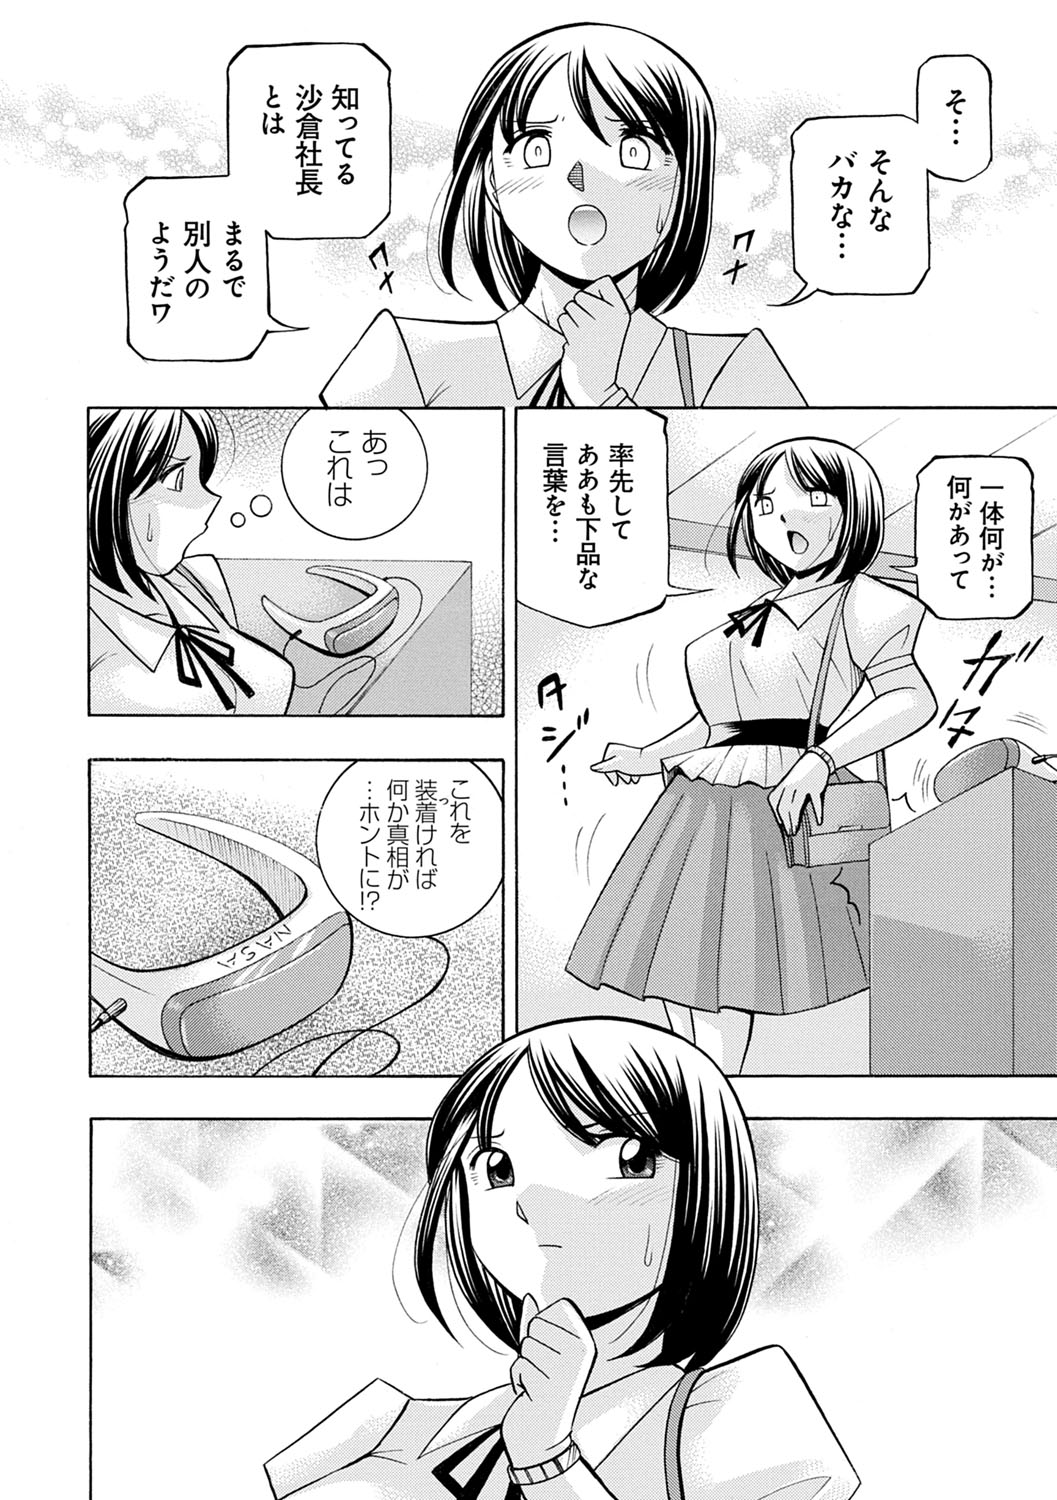 そ…
そんな
バカな…
ワナ
知ってる
沙倉社長
とは
ワナ
まるで
別人の
ようだワ
一体何が…
何があって
ガタ
率先して
ああも下品な
言葉を…
タジ…
あっ
これは
これを
装着ければ
何か真相が
…ホントに!?
NASA